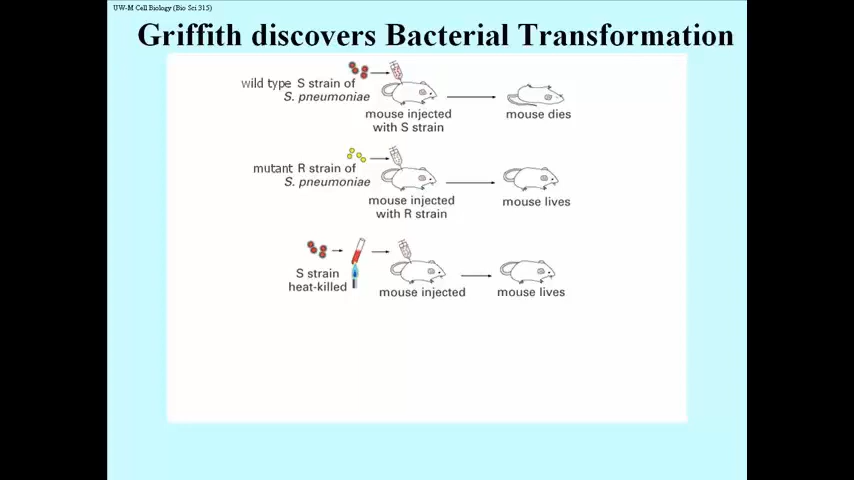 UW-M Cell Biology (Bio Sci 315)
Griffith discovers Bacterial Transformation
wild type S strain of
S. pneumoniae
mouse injected
with S strain
mouse dies
mutant R strain of
S. pneumoniae
mouse injected
with R strain
mouse lives
S strain
heat-killed
mouse injected
mouse lives